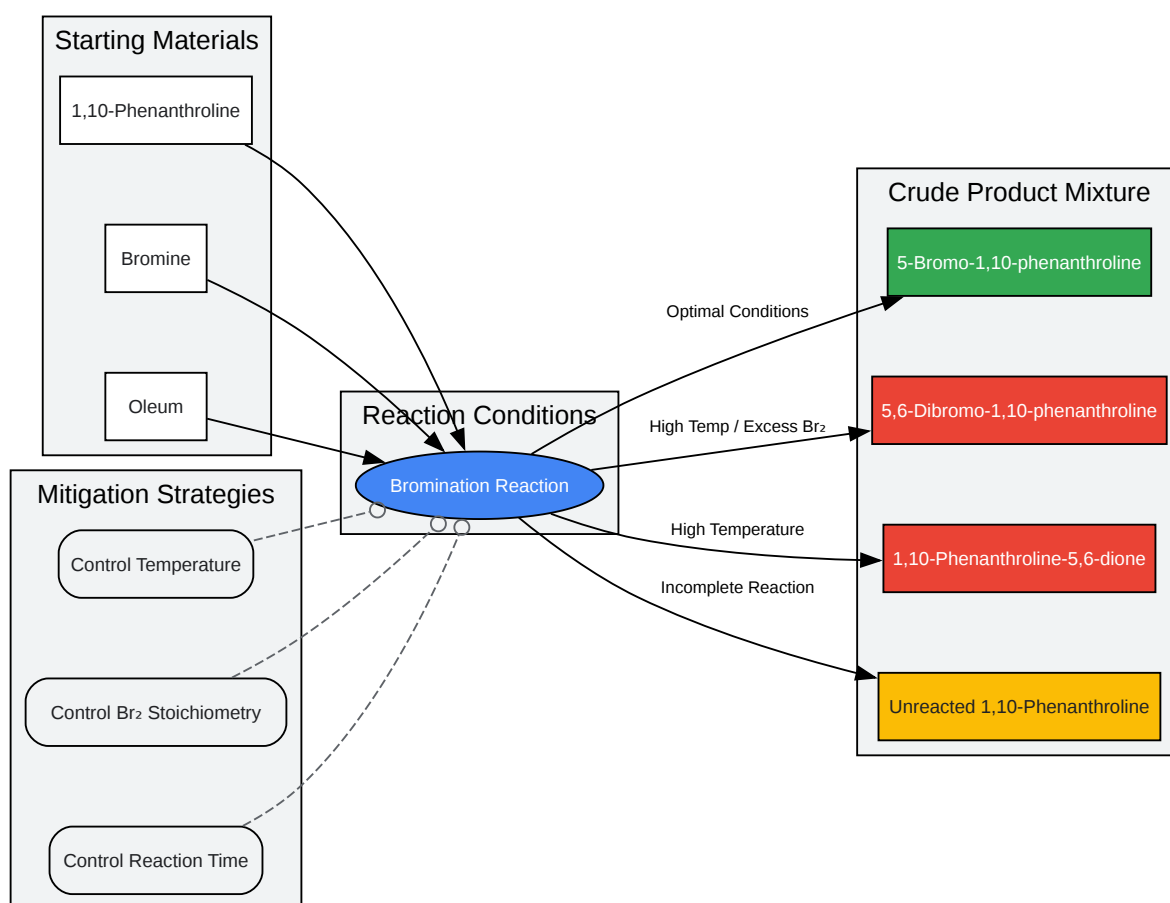 Starting Materials
1,10-Phenanthroline
Bromine
Oleum
Mitigation Strategies
Control Temperature
Control Br₂ Stoichiometry
Control Reaction Time
Reaction Conditions
Bromination Reaction
Optimal Conditions
High Temp / Excess Br₂
High Temperature
Incomplete Reaction
Crude Product Mixture
5-Bromo-1,10-phenanthroline
5,6-Dibromo-1,10-phenanthroline
1,10-Phenanthroline-5,6-dione
Unreacted 1,10-Phenanthroline